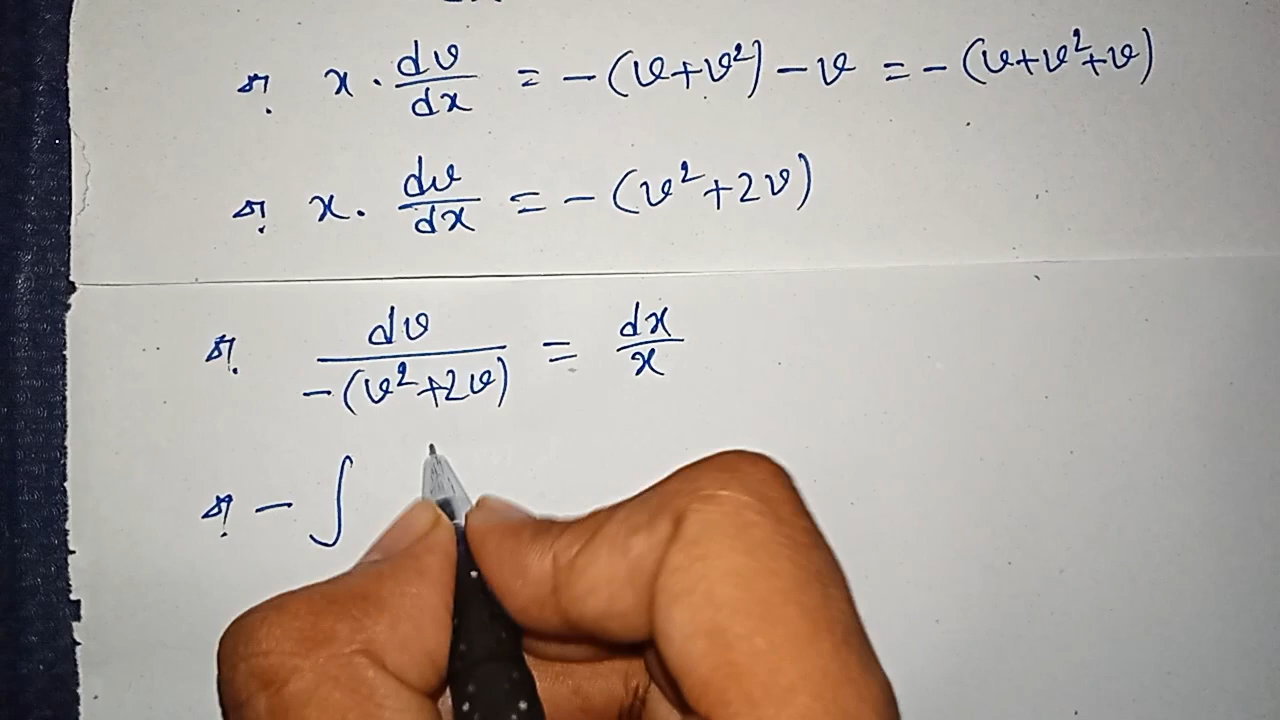 বা, x · dv/dx = -(v+v²) - v = -(v+v²+v)
বা, x · dv/dx = -(v²+2v)
বা, dv/-(v²+2v) = dx/x
বা, - ∫